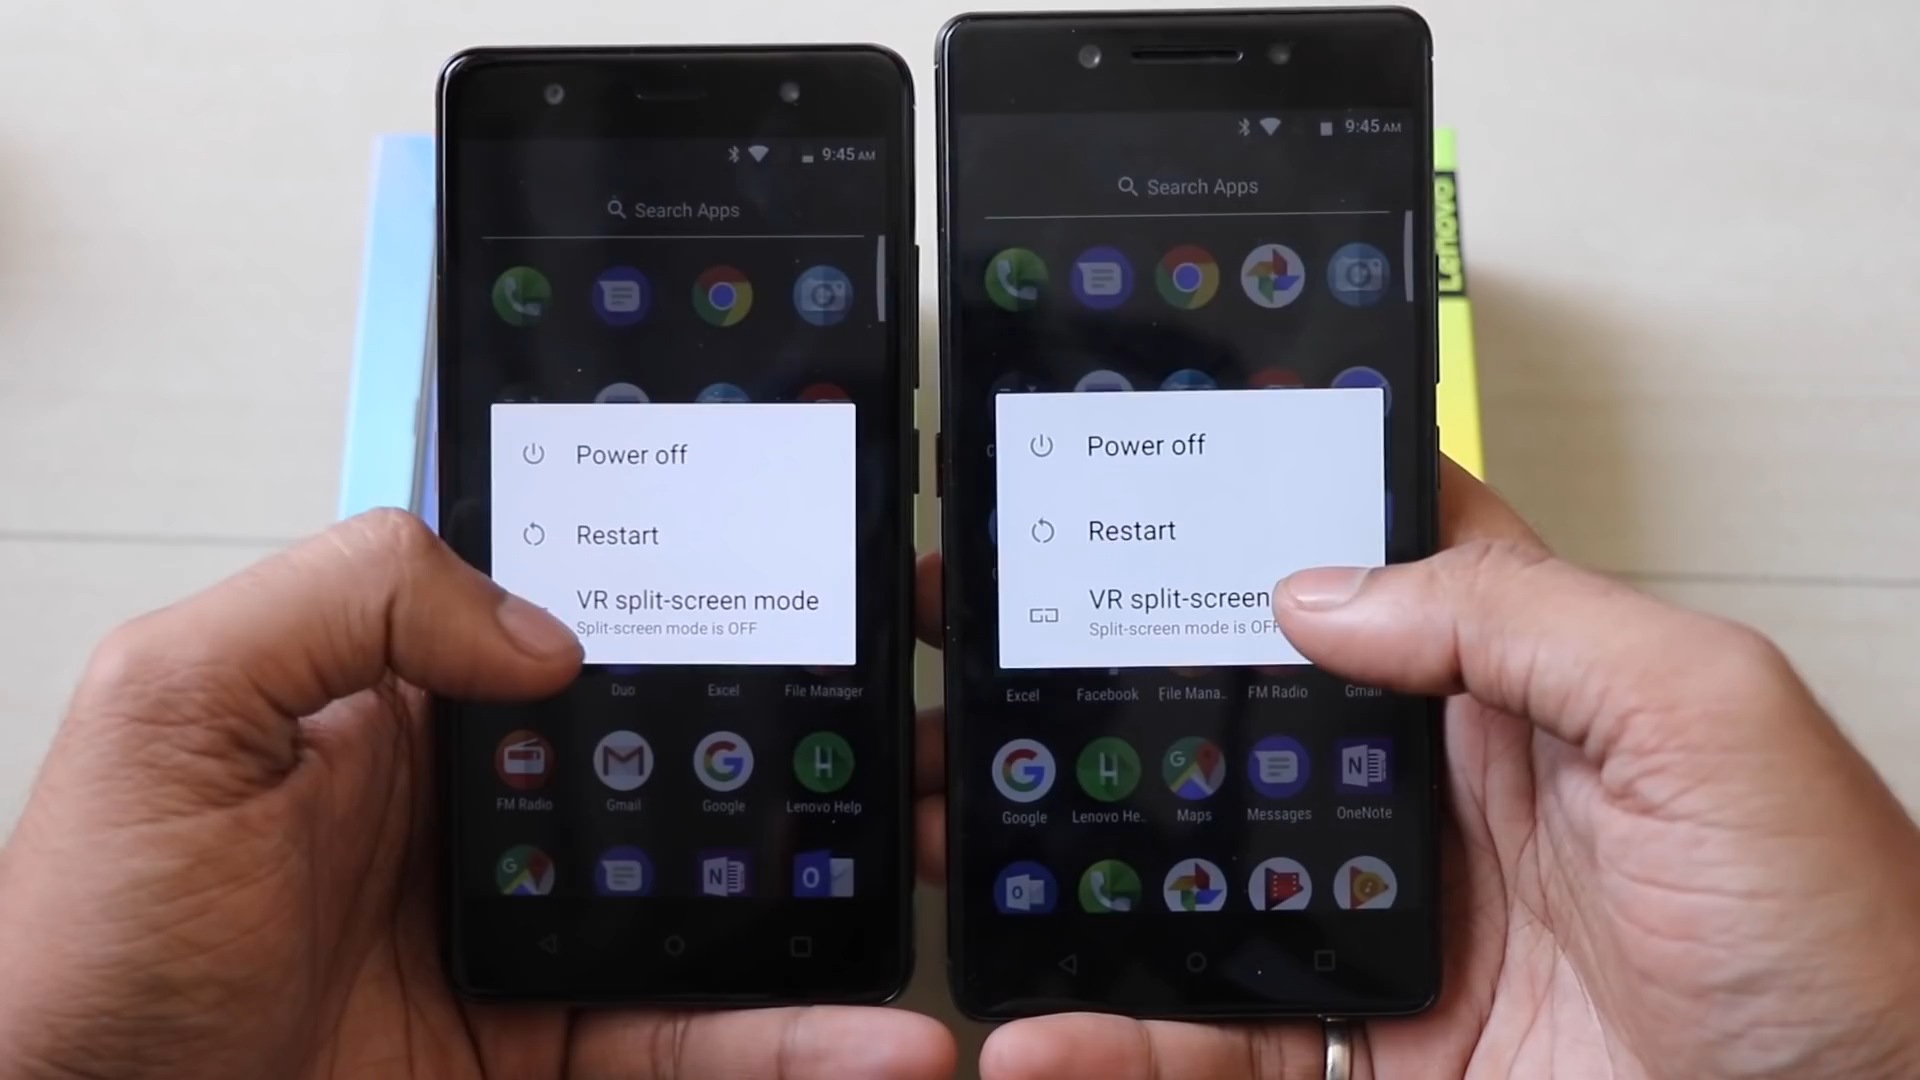 9:45 AM
Search Apps
Power off
Restart
VR split-screen mode
Split-screen mode is OFF
Duo
Excel
File Manager
FM Radio
Gmail
Google
Lenovo Help
9:45 AM
Search Apps
Power off
Restart
VR split-screen
Split-screen mode is OFF
Excel
Facebook
File Mana..
FM Radio
Gmail
Google
Lenovo He..
Maps
Messages
OneNote
Lenovo